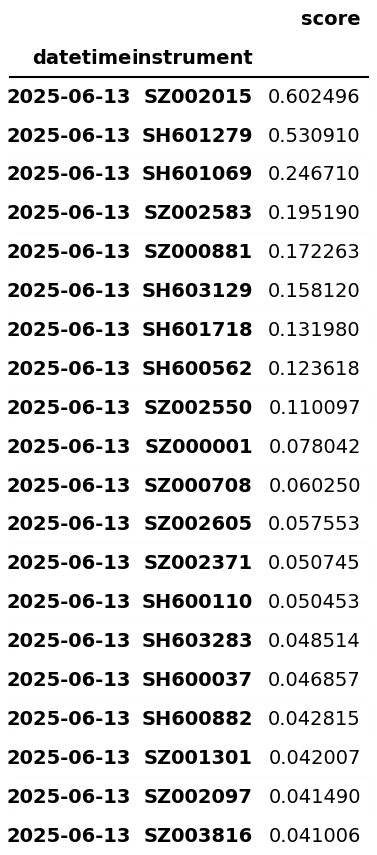 score
datetime instrument
2025-06-13 SZ002015 0.602496
2025-06-13 SH601279 0.530910
2025-06-13 SH601069 0.246710
2025-06-13 SZ002583 0.195190
2025-06-13 SZ000881 0.172263
2025-06-13 SH603129 0.158120
2025-06-13 SH601718 0.131980
2025-06-13 SH600562 0.123618
2025-06-13 SZ002550 0.110097
2025-06-13 SZ000001 0.078042
2025-06-13 SZ000708 0.060250
2025-06-13 SZ002605 0.057553
2025-06-13 SZ002371 0.050745
2025-06-13 SH600110 0.050453
2025-06-13 SH603283 0.048514
2025-06-13 SH600037 0.046857
2025-06-13 SH600882 0.042815
2025-06-13 SZ001301 0.042007
2025-06-13 SZ002097 0.041490
2025-06-13 SZ003816 0.041006